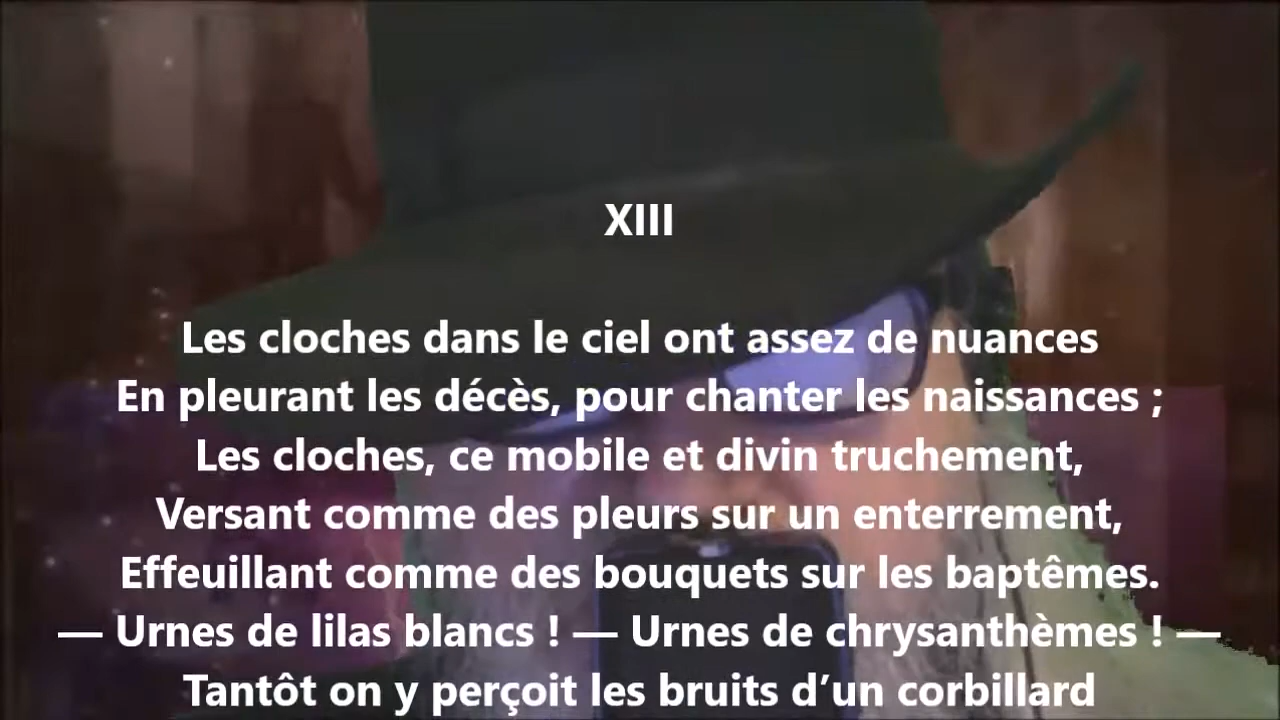 XIII
Les cloches dans le ciel ont assez de nuances
En pleurant les décès, pour chanter les naissances ;
Les cloches, ce mobile et divin truchement,
Versant comme des pleurs sur un enterrement,
Effeuillant comme des bouquets sur les baptêmes.
— Urnes de lilas blancs ! — Urnes de chrysanthèmes ! —
Tantôt on y perçoit les bruits d’un corbillard